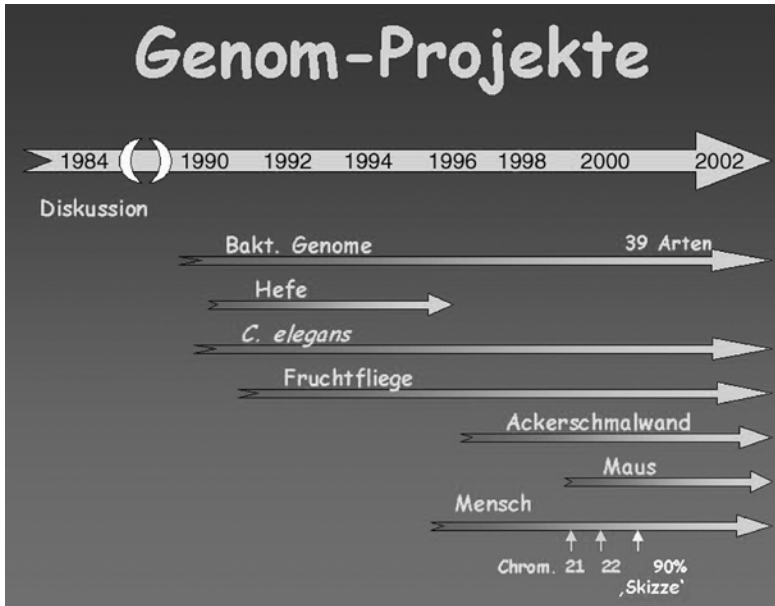 Genom-Projekte
1984 1990 1992 1994 1996 1998 2000 2002
Diskussion
Bakt. Genome 39 Arten
Hefe
C. elegans
Fruchtfliege
Ackerschmalwand
Maus
Mensch
Chrom. 21 22 90%
‚Skizze‘